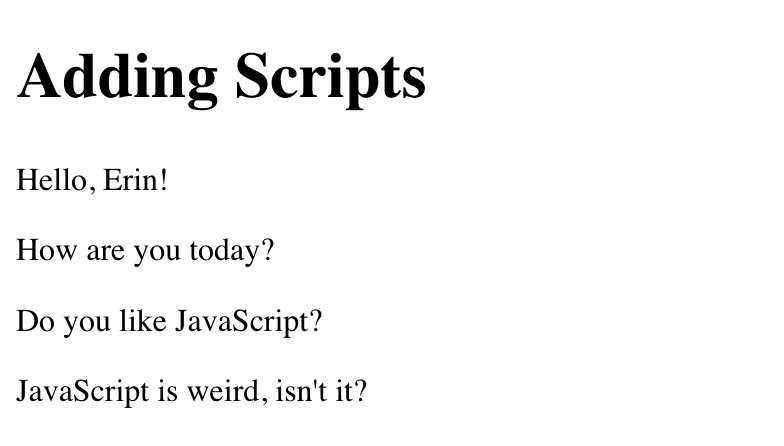 Adding Scripts
Hello, Erin!
How are you today?
Do you like JavaScript?
JavaScript is weird, isn't it?